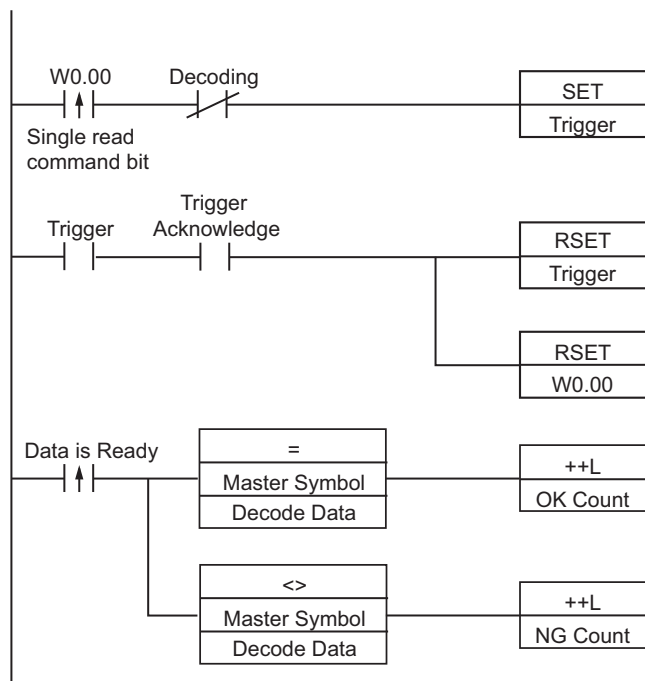 W0.00
Decoding
SET
Trigger
Single read
command bit
Trigger
Trigger
Acknowledge
RSET
Trigger
RSET
W0.00
Data is Ready
=
Master Symbol
Decode Data
++L
OK Count
<>
Master Symbol
Decode Data
++L
NG Count